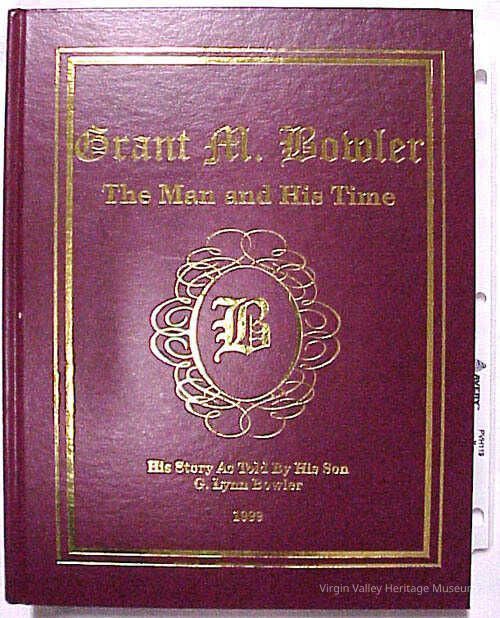 Grant M. Bowler
The Man and His Time
B
His Story As Told By His Son
G. Lynn Bowler
1999
AVERY
Virgin Valley Heritage Museum